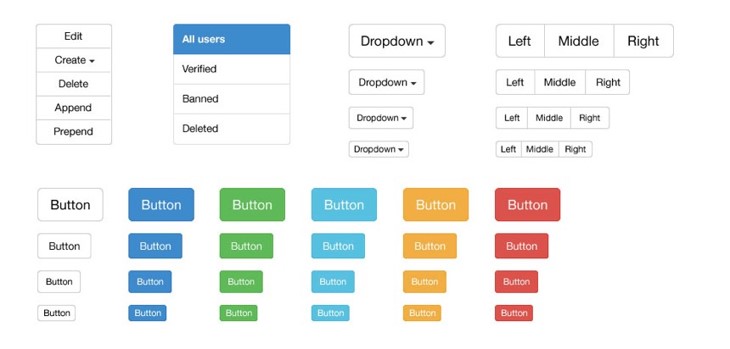 Edit
Create
Delete
Append
Prepend
All users
Verified
Banned
Deleted
Dropdown
Dropdown
Dropdown
Dropdown
Left Middle Right
Left Middle Right
Left Middle Right
Left Middle Right
Button Button Button Button Button Button
Button Button Button Button Button Button
Button Button Button Button Button Button
Button Button Button Button Button Button